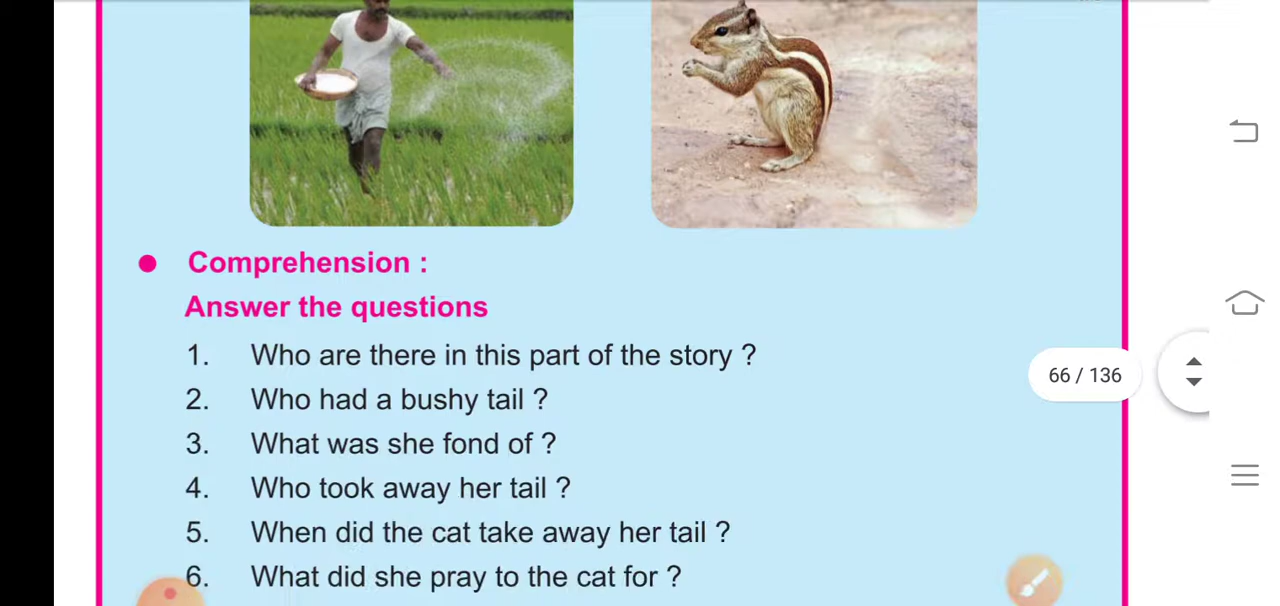 Comprehension :
Answer the questions
1. Who are there in this part of the story ?
2. Who had a bushy tail ?
3. What was she fond of ?
4. Who took away her tail ?
66 / 136
5. When did the cat take away her tail ?
6. What did she pray to the cat for ?